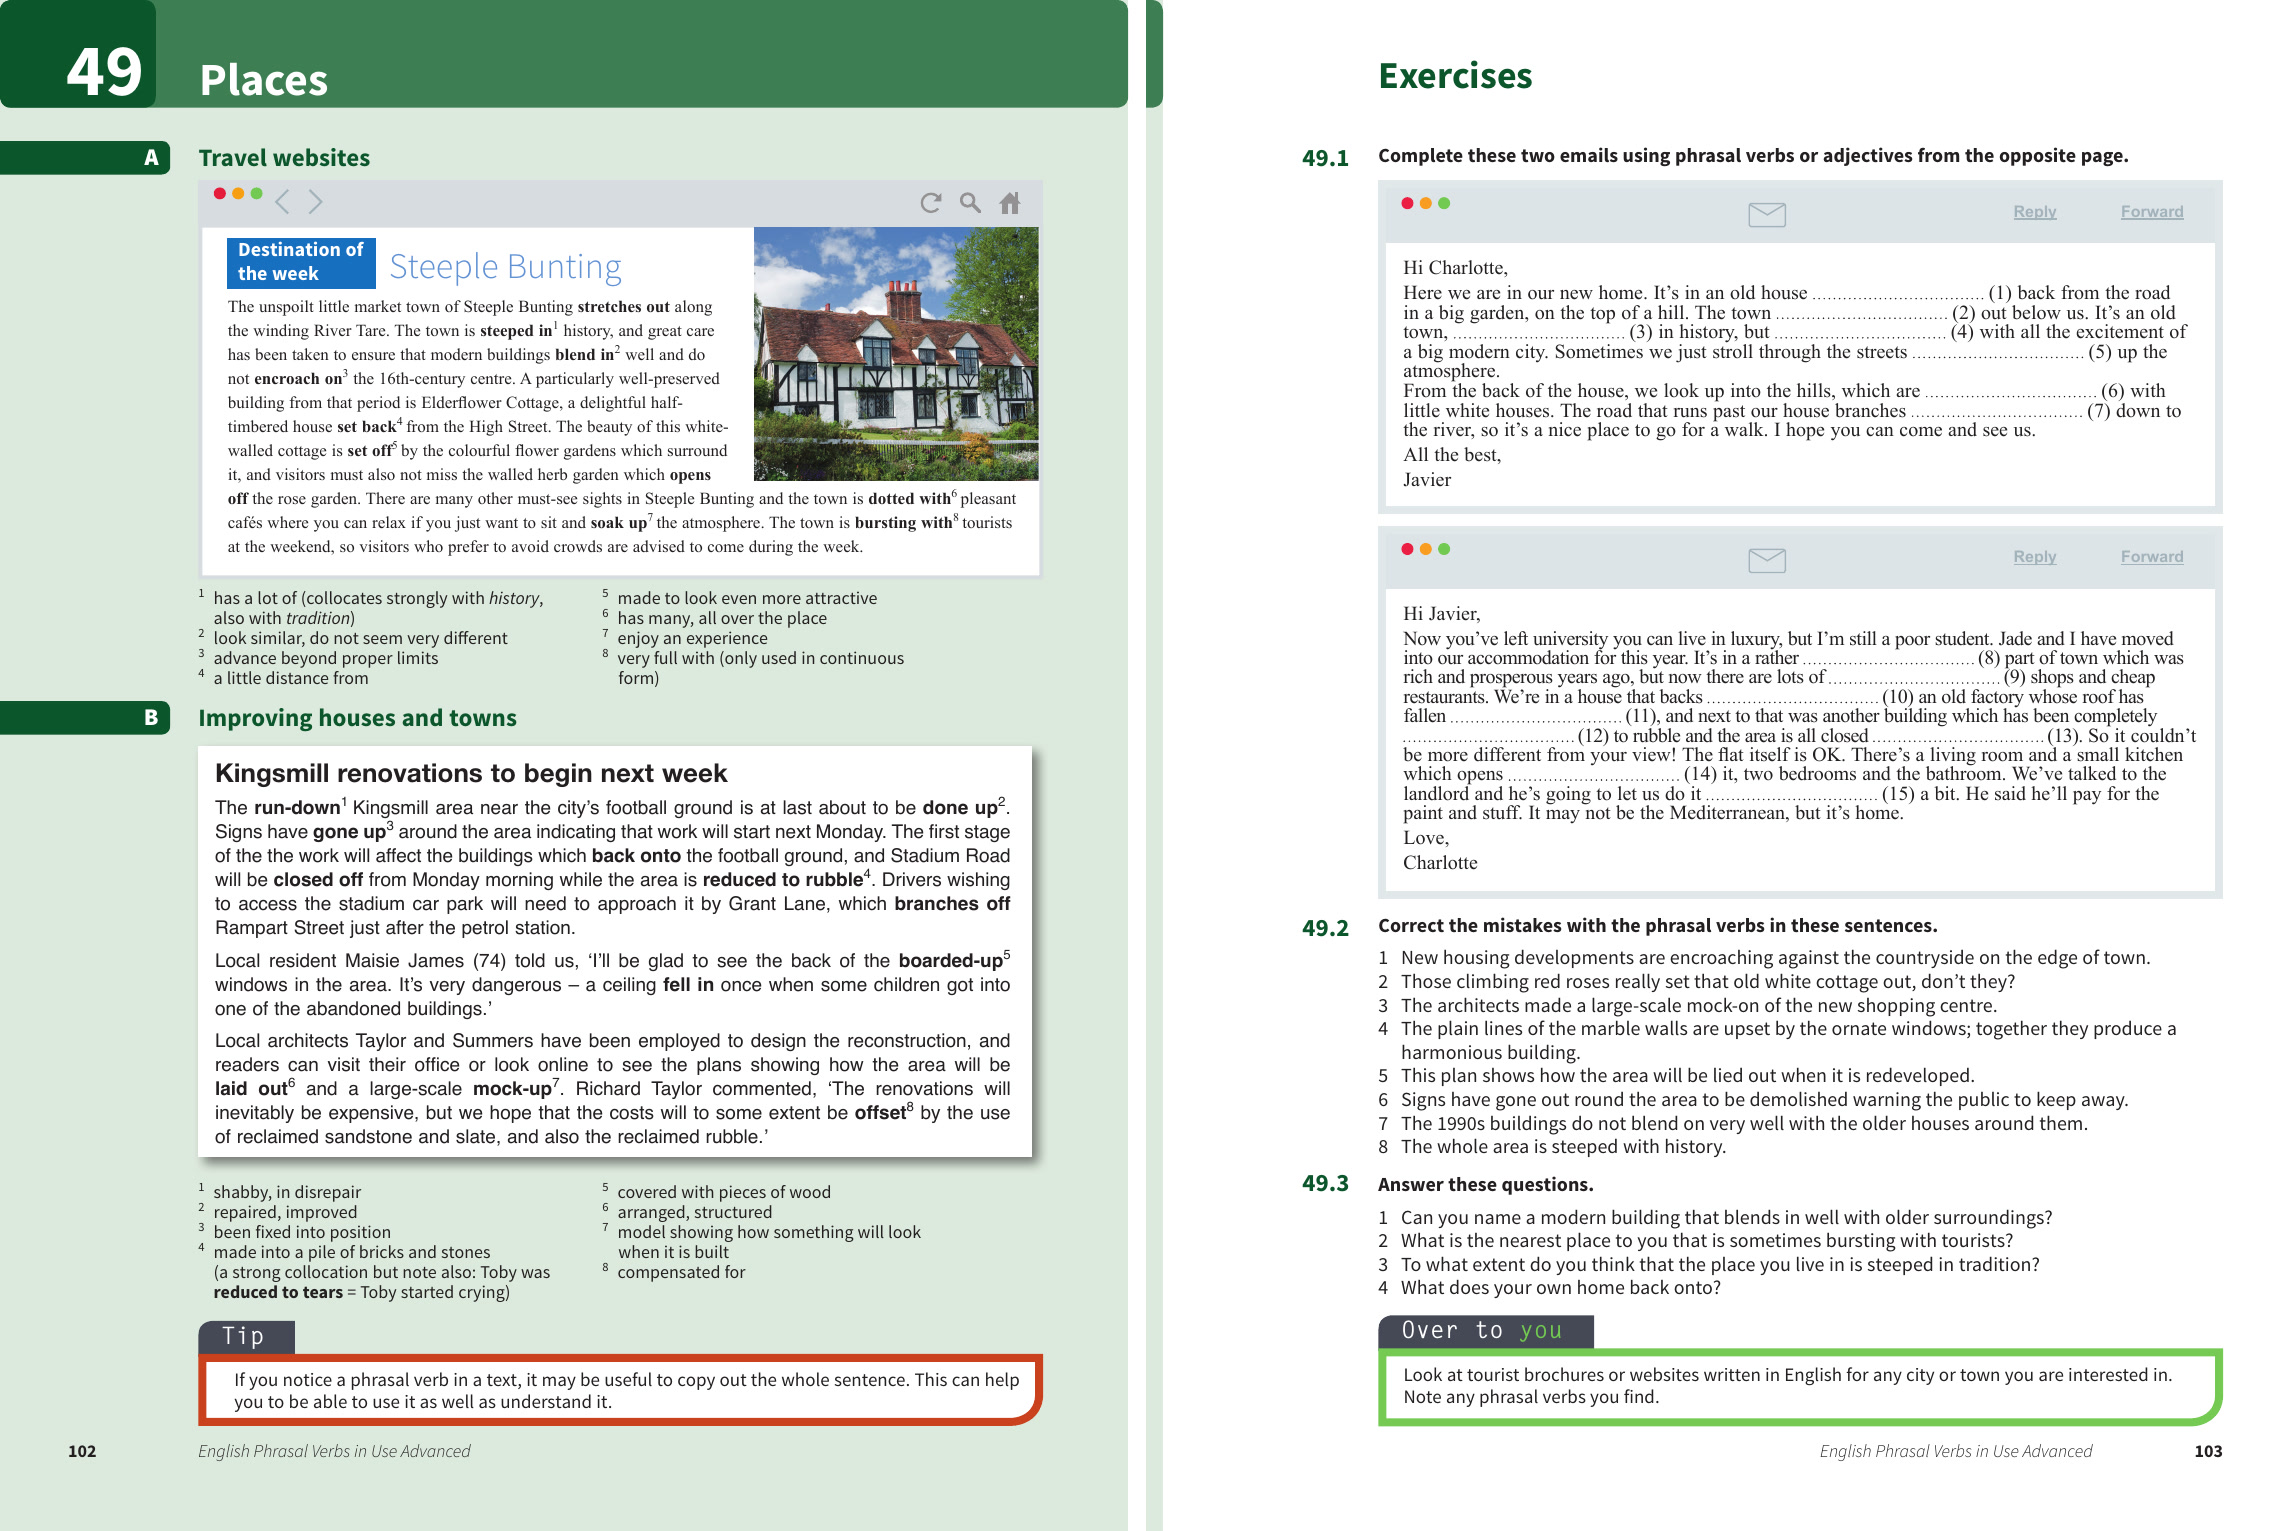 49
Places
A
Travel websites
Destination of
the week
Steeple Bunting
The unspoilt little market town of Steeple Bunting stretches out along
the winding River Tare. The town is steeped in1 history, and great care
has been taken to ensure that modern buildings blend in2 well and do
not encroach on3 the 16th-century centre. A particularly well-preserved
building from that period is Elderflower Cottage, a delightful half-
timbered house set back4 from the High Street. The beauty of this white-
walled cottage is set off5 by the colourful flower gardens which surround
it, and visitors must also not miss the walled herb garden which opens
off the rose garden. There are many other must-see sights in Steeple Bunting and the town is dotted with6 pleasant
cafés where you can relax if you just want to sit and soak up7 the atmosphere. The town is bursting with8 tourists
at the weekend, so visitors who prefer to avoid crowds are advised to come during the week.
1 has a lot of (collocates strongly with history,
also with tradition)
2 look similar, do not seem very different
3 advance beyond proper limits
4 a little distance from
5 made to look even more attractive
6 has many, all over the place
7 enjoy an experience
8 very full with (only used in continuous
form)
B
Improving houses and towns
Kingsmill renovations to begin next week
The run-down1 Kingsmill area near the city's football ground is at last about to be done up2.
Signs have gone up3 around the area indicating that work will start next Monday. The first stage
of the the work will affect the buildings which back onto the football ground, and Stadium Road
will be closed off from Monday morning while the area is reduced to rubble4. Drivers wishing
to access the stadium car park will need to approach it by Grant Lane, which branches off
Rampart Street just after the petrol station.
Local resident Maisie James (74) told us, 'I'll be glad to see the back of the boarded-up5
windows in the area. It's very dangerous – a ceiling fell in once when some children got into
one of the abandoned buildings.'
Local architects Taylor and Summers have been employed to design the reconstruction, and
readers can visit their office or look online to see the plans showing how the area will be
laid out6 and a large-scale mock-up7. Richard Taylor commented, 'The renovations will
inevitably be expensive, but we hope that the costs will to some extent be offset8 by the use
of reclaimed sandstone and slate, and also the reclaimed rubble.'
1 shabby, in disrepair
2 repaired, improved
3 been fixed into position
4 made into a pile of bricks and stones
(a strong collocation but note also: Toby was
reduced to tears = Toby started crying)
5 covered with pieces of wood
6 arranged, structured
7 model showing how something will look
when it is built
8 compensated for
Tip
If you notice a phrasal verb in a text, it may be useful to copy out the whole sentence. This can help
you to be able to use it as well as understand it.
102 English Phrasal Verbs in Use Advanced
Exercises
49.1 Complete these two emails using phrasal verbs or adjectives from the opposite page.
Reply Forward
Hi Charlotte,
Here we are in our new home. It's in an old house .................................. (1) back from the road
in a big garden, on the top of a hill. The town .................................. (2) out below us. It's an old
town, .................................. (3) in history, but .................................. (4) with all the excitement of
a big modern city. Sometimes we just stroll through the streets .................................. (5) up the
atmosphere.
From the back of the house, we look up into the hills, which are .................................. (6) with
little white houses. The road that runs past our house branches .................................. (7) down to
the river, so it's a nice place to go for a walk. I hope you can come and see us.
All the best,
Javier
Reply Forward
Hi Javier,
Now you've left university you can live in luxury, but I'm still a poor student. Jade and I have moved
into our accommodation for this year. It's in a rather .................................. (8) part of town which was
rich and prosperous years ago, but now there are lots of .................................. (9) shops and cheap
restaurants. We're in a house that backs .................................. (10) an old factory whose roof has
fallen .................................. (11), and next to that was another building which has been completely
.................................. (12) to rubble and the area is all closed .................................. (13). So it couldn't
be more different from your view! The flat itself is OK. There's a living room and a small kitchen
which opens .................................. (14) it, two bedrooms and the bathroom. We've talked to the
landlord and he's going to let us do it .................................. (15) a bit. He said he'll pay for the
paint and stuff. It may not be the Mediterranean, but it's home.
Love,
Charlotte
49.2 Correct the mistakes with the phrasal verbs in these sentences.
1 New housing developments are encroaching against the countryside on the edge of town.
2 Those climbing red roses really set that old white cottage out, don't they?
3 The architects made a large-scale mock-on of the new shopping centre.
4 The plain lines of the marble walls are upset by the ornate windows; together they produce a
harmonious building.
5 This plan shows how the area will be lied out when it is redeveloped.
6 Signs have gone out round the area to be demolished warning the public to keep away.
7 The 1990s buildings do not blend on very well with the older houses around them.
8 The whole area is steeped with history.
49.3 Answer these questions.
1 Can you name a modern building that blends in well with older surroundings?
2 What is the nearest place to you that is sometimes bursting with tourists?
3 To what extent do you think that the place you live in is steeped in tradition?
4 What does your own home back onto?
Over to you
Look at tourist brochures or websites written in English for any city or town you are interested in.
Note any phrasal verbs you find.
English Phrasal Verbs in Use Advanced 103